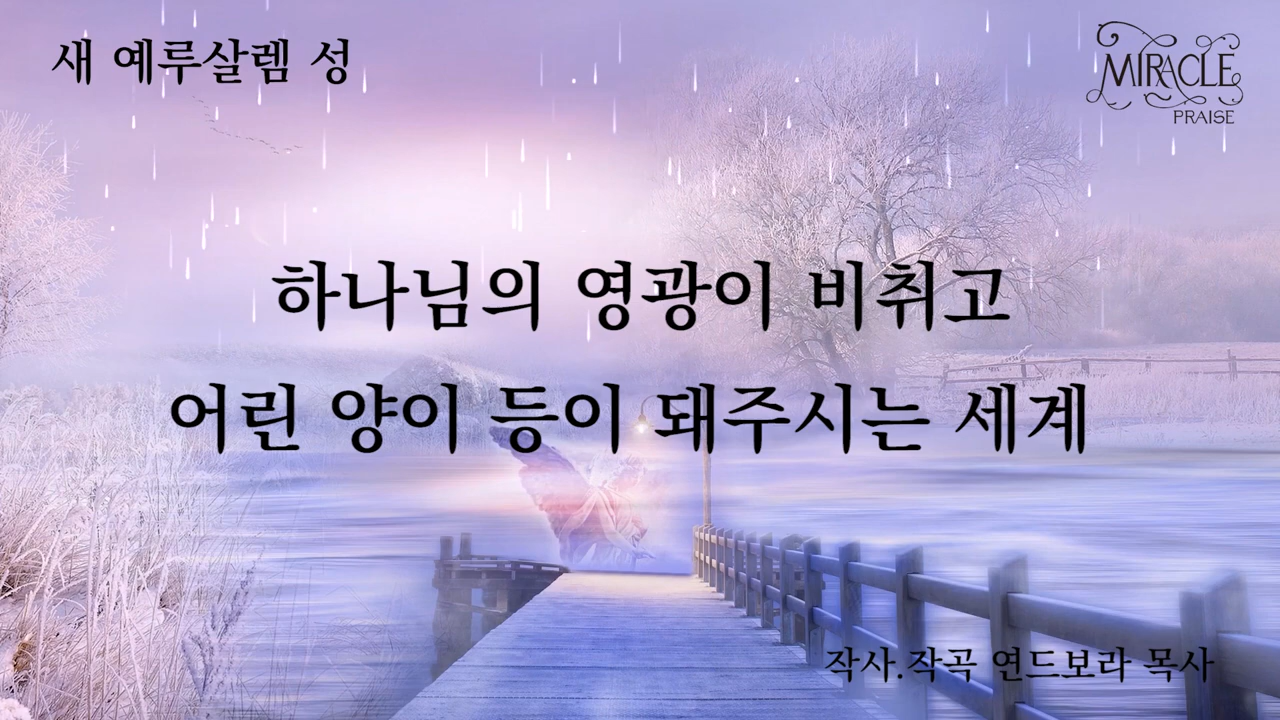 새 예루살렘 성
MIRACLE
PRAISE
하나님의 영광이 비취고
어린 양이 등이 돼주시는 세계
작사.작곡 연드보라 목사